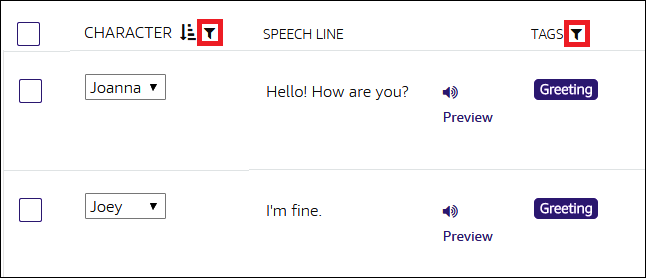 CHARACTER SPEECH LINE TAGS
Joanna Hello! How are you? Greeting
Preview
Joey I'm fine. Greeting
Preview